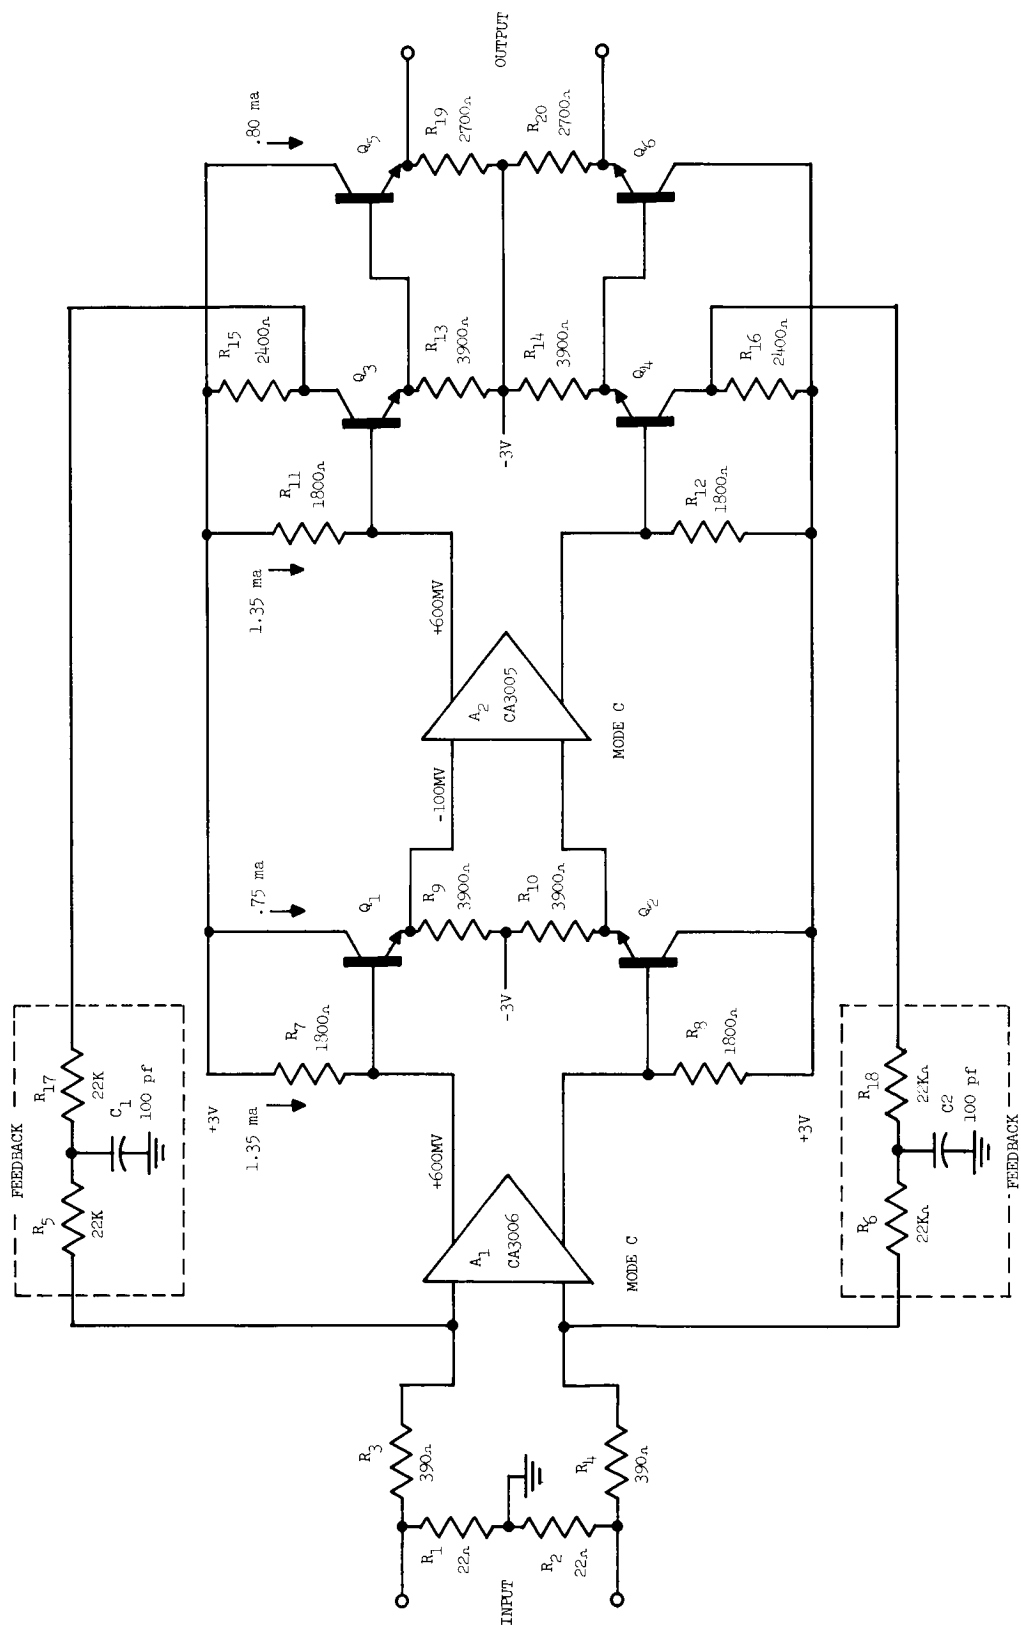 FEEDBACK
R5
22K
C1
100 pf
R17
22K
+3V
1.35 ma
R7
1800Ω
+600MV
.75 ma
Q1
R9
3900Ω
-3V
R10
3900Ω
Q2
R8
1800Ω
+3V
-100MV
A1
CA3006
MODE C
INPUT
R1
22Ω
R2
22Ω
R3
390Ω
R4
390Ω
A2
CA3005
MODE C
+600MV
1.35 ma
R11
1800Ω
R12
1800Ω
R15
2400Ω
Q3
R13
3900Ω
-3V
R14
3900Ω
Q4
R16
2400Ω
.80 ma
Q5
R19
2700Ω
R20
2700Ω
Q6
OUTPUT
R6
22KΩ
C2
100 pf
R18
22KΩ
FEEDBACK